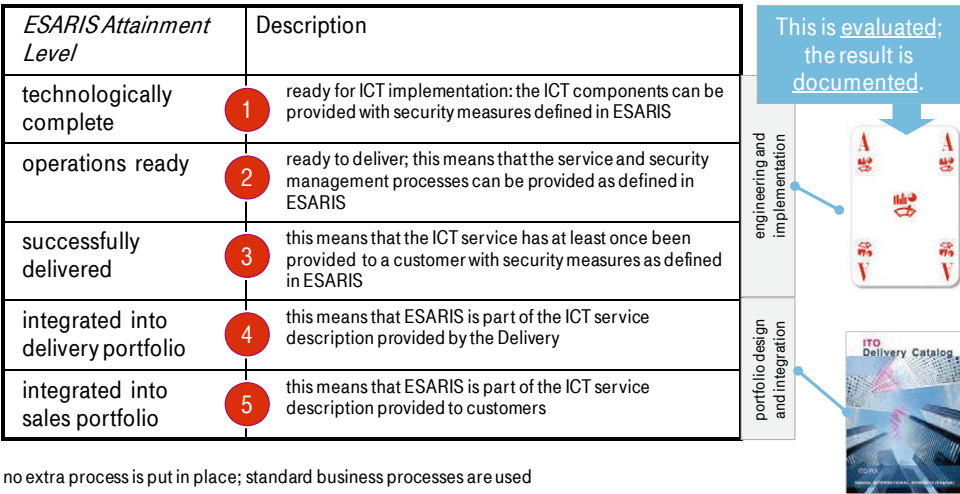 ESARIS Attainment
Level
Description
This is evaluated;
the result is
documented.
technologically
complete
1
ready for ICT implementation: the ICT components can be
provided with security measures defined in ESARIS
operations ready
2
ready to deliver; this means that the service and security
management processes can be provided as defined in
ESARIS
successfully
delivered
3
this means that the ICT service has at least once been
provided to a customer with security measures as defined
in ESARIS
engineering and
implementation
A
A
A
A
integrated into
delivery portfolio
4
this means that ESARIS is part of the ICT service
description provided by the Delivery
integrated into
sales portfolio
5
this means that ESARIS is part of the ICT service
description provided to customers
portfolio design
and integration
ITO
Delivery Catalog
no extra process is put in place; standard business processes are used